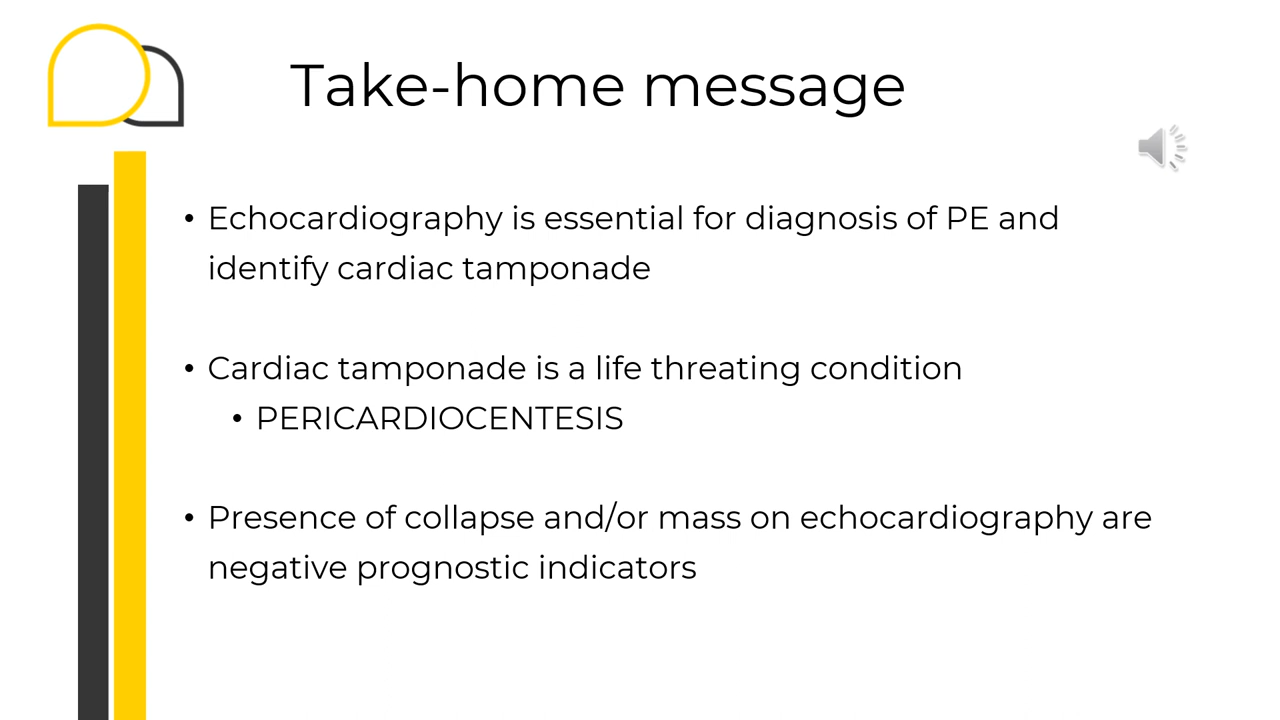 Take-home message
• Echocardiography is essential for diagnosis of PE and
identify cardiac tamponade
• Cardiac tamponade is a life threating condition
• PERICARDIOCENTESIS
• Presence of collapse and/or mass on echocardiography are
negative prognostic indicators